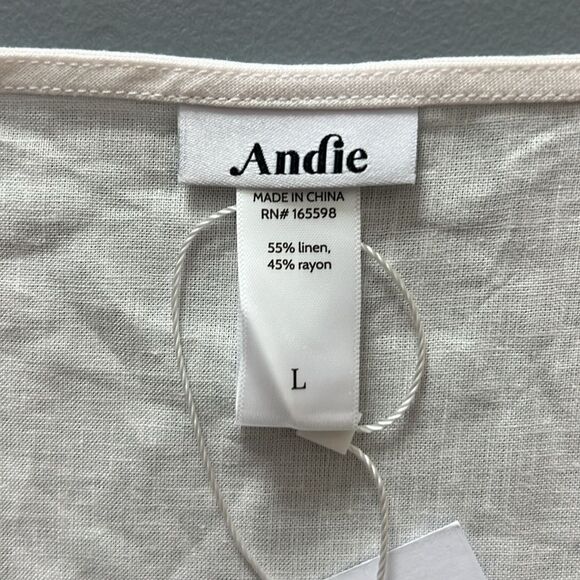 Andie
MADE IN CHINA
RN# 165598
55% linen,
45% rayon
L